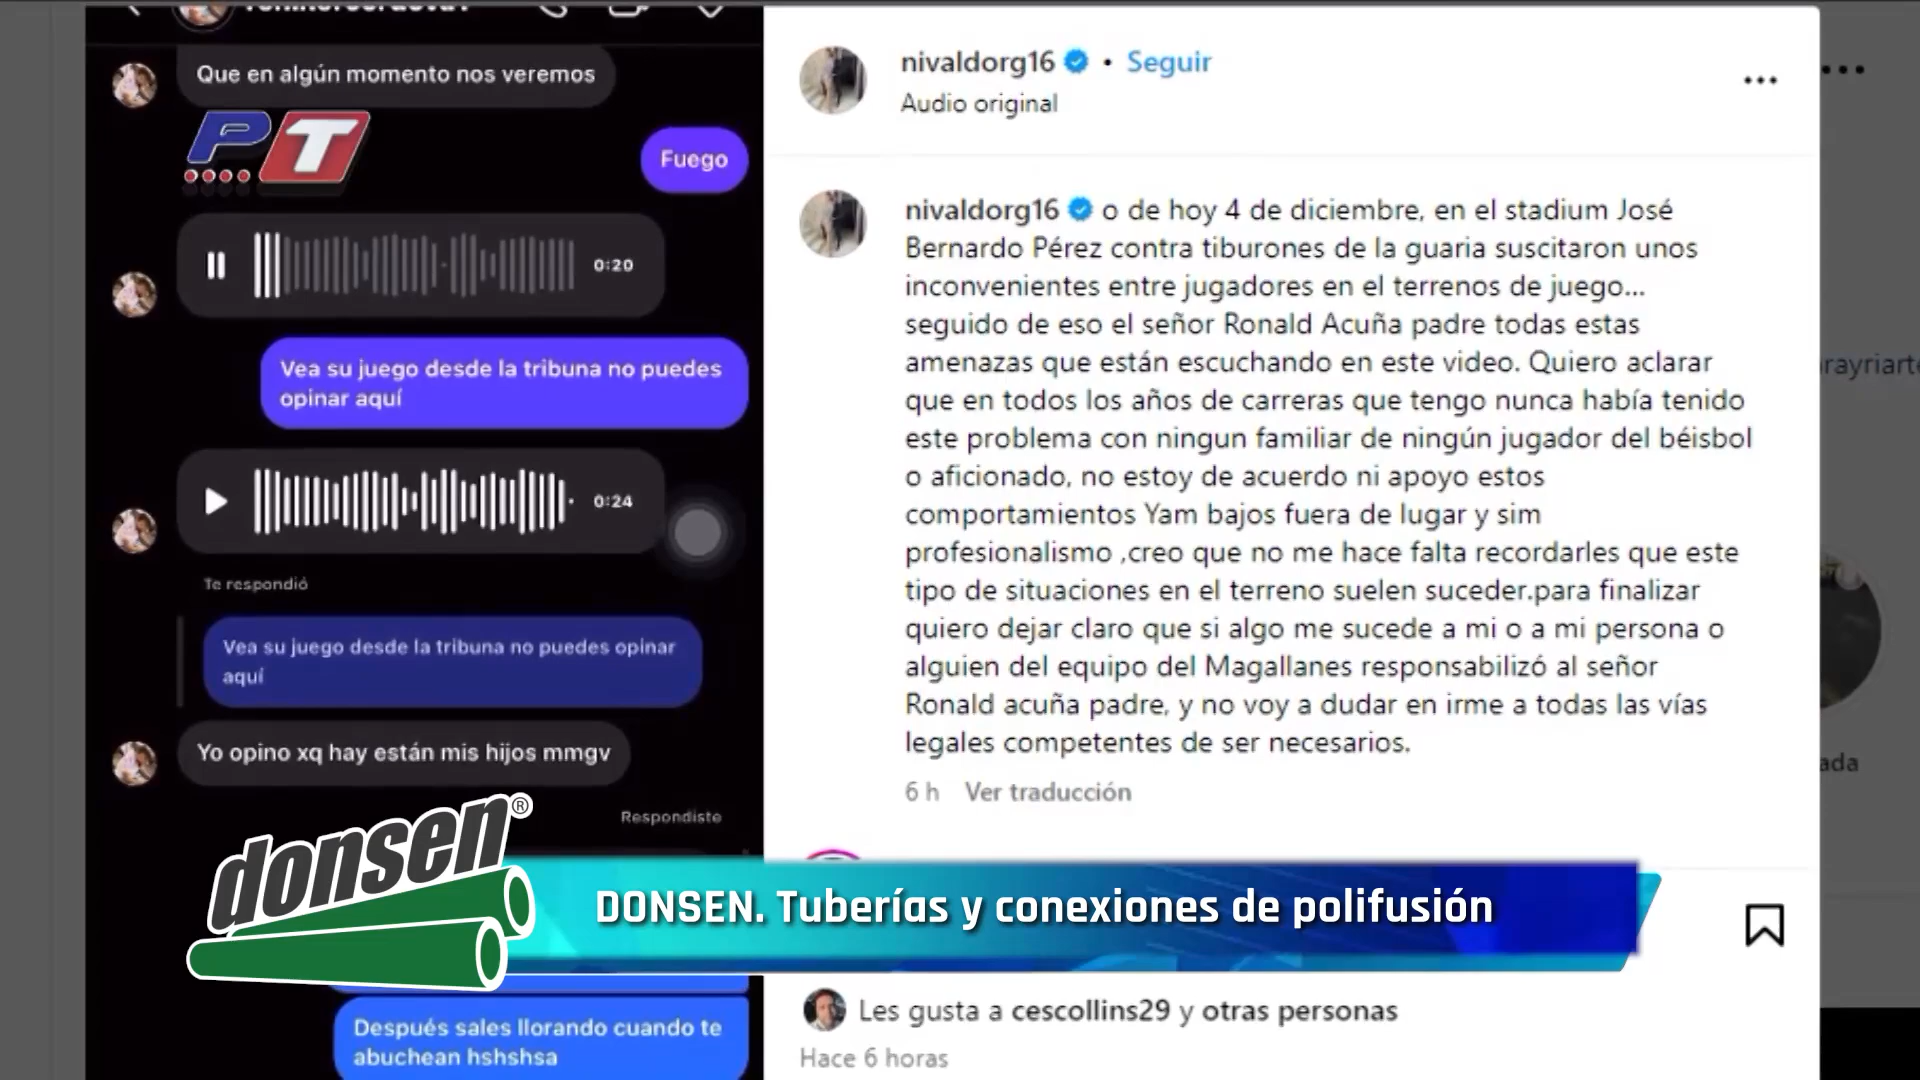 Que en algún momento nos veremos
PT
Fuego
0:20
Vea su juego desde la tribuna no puedes
opinar aquí
0:24
Te respondió
Vea su juego desde la tribuna no puedes opinar
aquí
Yo opino xq hay están mis hijos mmgv
Respondiste
Después sales llorando cuando te
abuchean hshshsa
nivaldorg16 • Seguir
Audio original
nivaldorg16 o de hoy 4 de diciembre, en el stadium José
Bernardo Pérez contra tiburones de la guaria suscitaron unos
inconvenientes entre jugadores en el terrenos de juego...
seguido de eso el señor Ronald Acuña padre todas estas
amenazas que están escuchando en este video. Quiero aclarar
que en todos los años de carreras que tengo nunca había tenido
este problema con ningun familiar de ningún jugador del béisbol
o aficionado, no estoy de acuerdo ni apoyo estos
comportamientos Yam bajos fuera de lugar y sim
profesionalismo ,creo que no me hace falta recordarles que este
tipo de situaciones en el terreno suelen suceder.para finalizar
quiero dejar claro que si algo me sucede a mi o a mi persona o
alguien del equipo del Magallanes responsabilizó al señor
Ronald acuña padre, y no voy a dudar en irme a todas las vías
legales competentes de ser necesarios.
6 h Ver traducción
donsen®
DONSEN. Tuberías y conexiones de polifusión
Les gusta a cescollins29 y otras personas
Hace 6 horas
rayriarte
ada